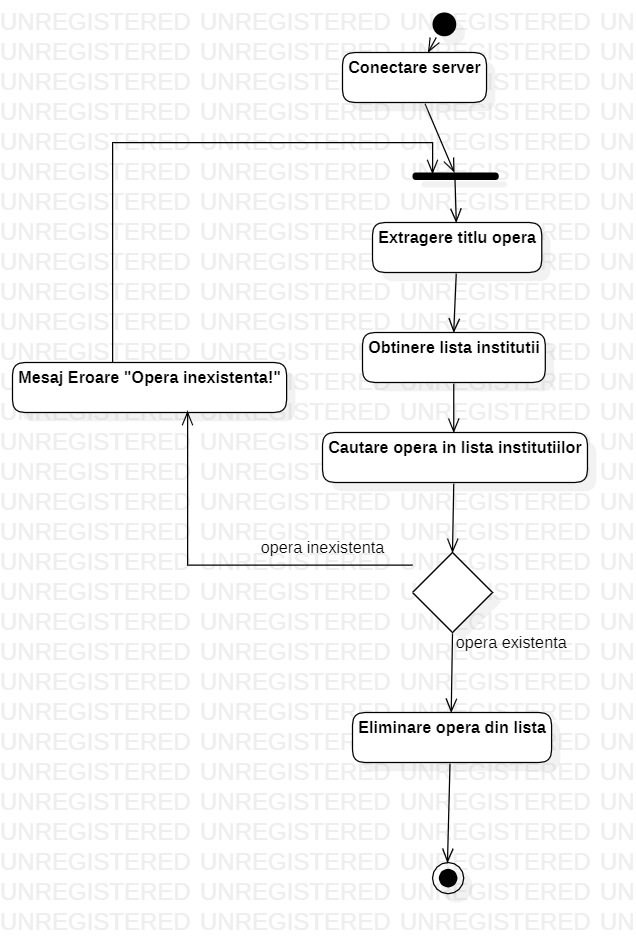 Conectare server
Extragere titlu opera
Obtinere lista institutii
Mesaj Eroare "Opera inexistenta!"
Cautare opera in lista institutiilor
opera inexistenta
opera existenta
Eliminare opera din lista
UNREGISTERED